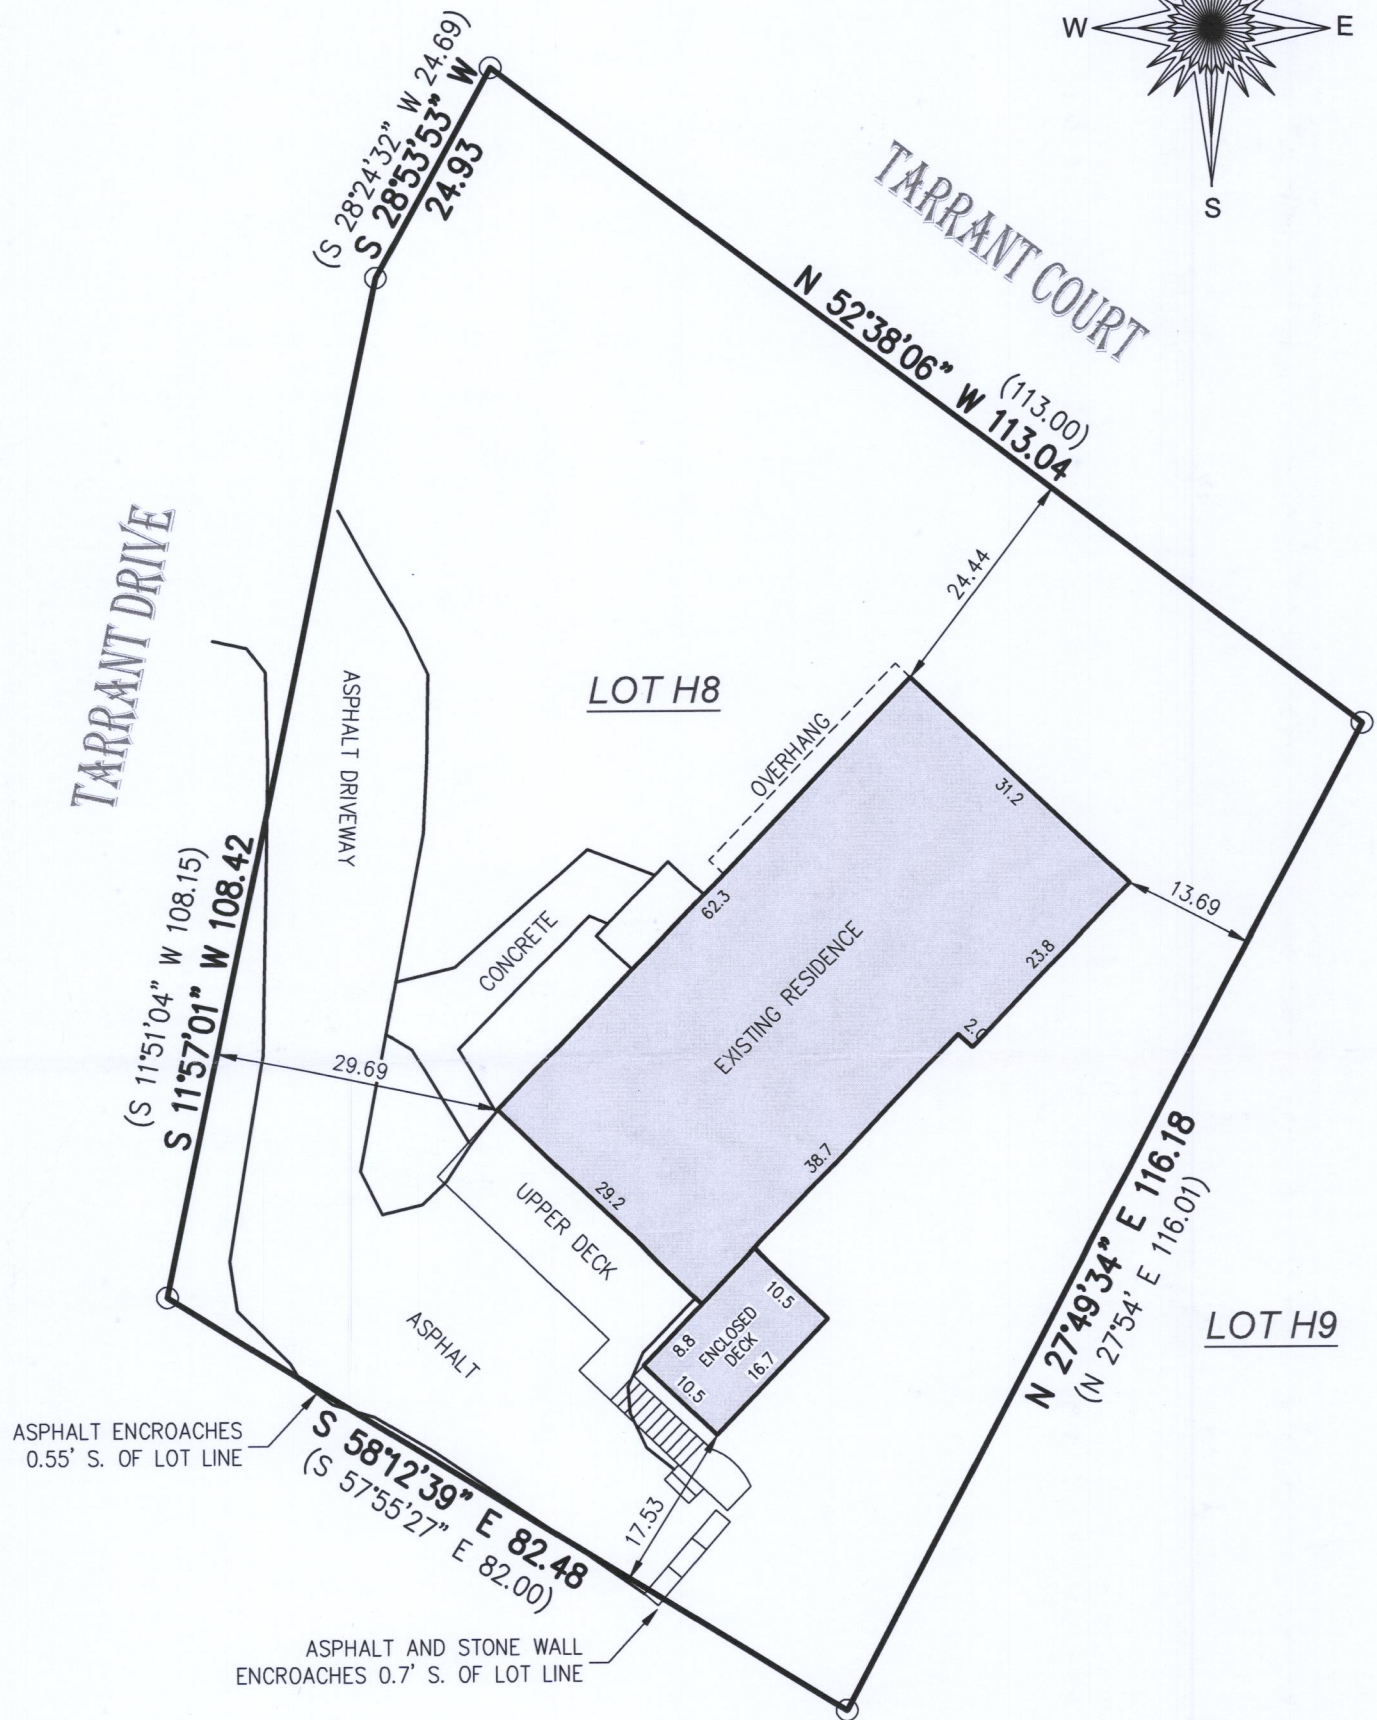 W
E
S
(S 28°24'32" W 24.69)
S 28°53'53" W
24.93
TARRANT COURT
N 52°38'06" W 113.04
(113.00)
24.44
TARRANT DRIVE
ASPHALT DRIVEWAY
LOT H8
OVERHANG
31.2
62.3
13.69
(S 11°51'04" W 108.15)
S 11°57'01" W 108.42
CONCRETE
EXISTING RESIDENCE
23.8
2.0
29.69
38.7
29.2
UPPER DECK
N 27°49'34" E 116.18
(N 27°54' E 116.01)
10.5
8.8
ENCLOSED
DECK
16.7
10.5
LOT H9
ASPHALT
ASPHALT ENCROACHES
0.55' S. OF LOT LINE
S 58°12'39" E 82.48
(S 57°55'27" E 82.00)
17.53
ASPHALT AND STONE WALL
ENCROACHES 0.7' S. OF LOT LINE